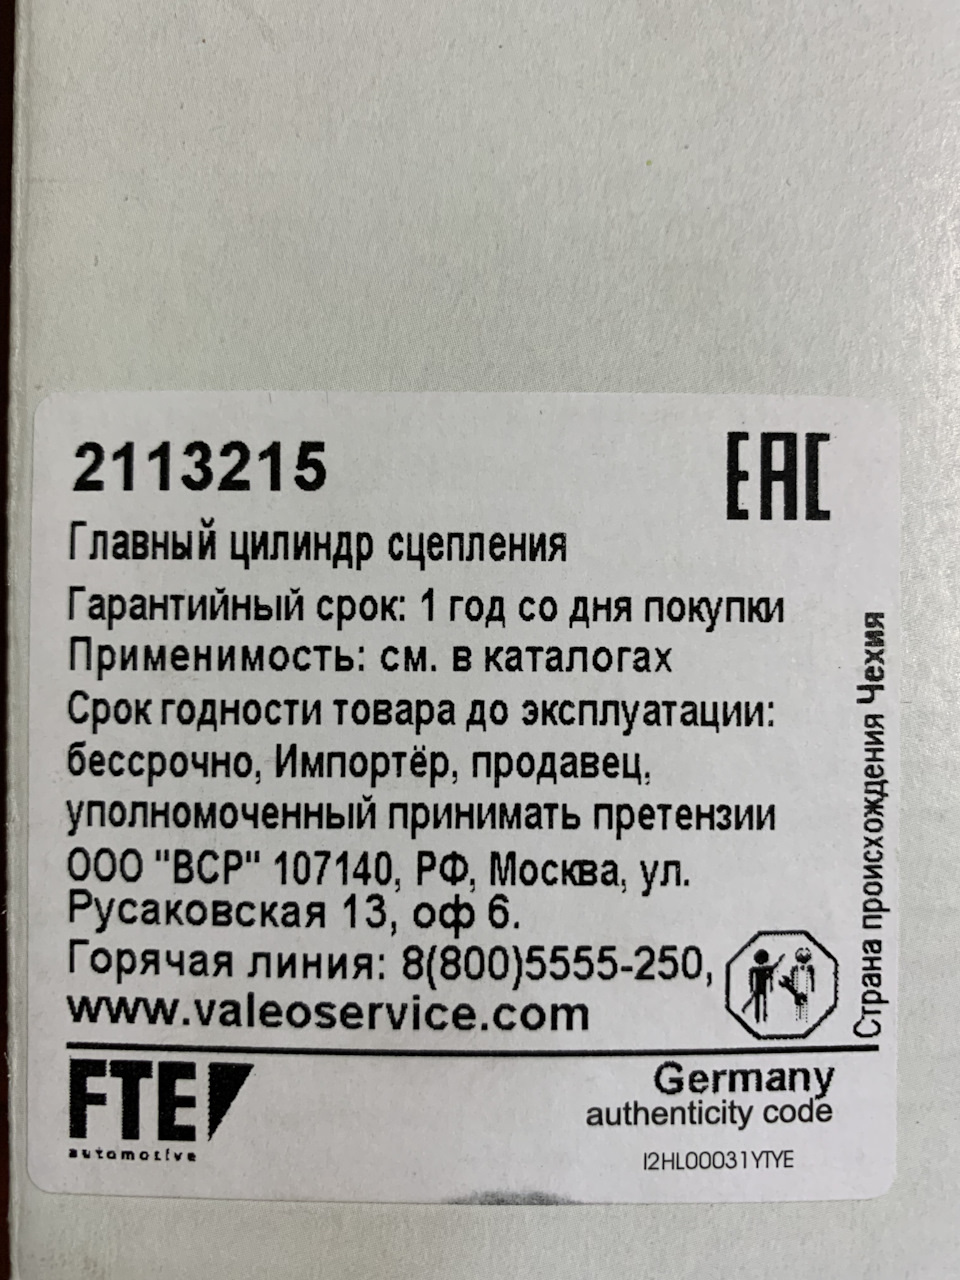 2113215
EAC
Главный цилиндр сцепления
Гарантийный срок: 1 год со дня покупки
Применимость: см. в каталогах
Срок годности товара до эксплуатации:
бессрочно, Импортёр, продавец,
уполномоченный принимать претензии
ООО "ВСР" 107140, РФ, Москва, ул.
Русаковская 13, оф 6.
Горячая линия: 8(800)5555-250,
www.valeoservice.com
Страна происхождения Чехия
FTE
automotive
Germany
authenticity code
I2HL00031YTYE